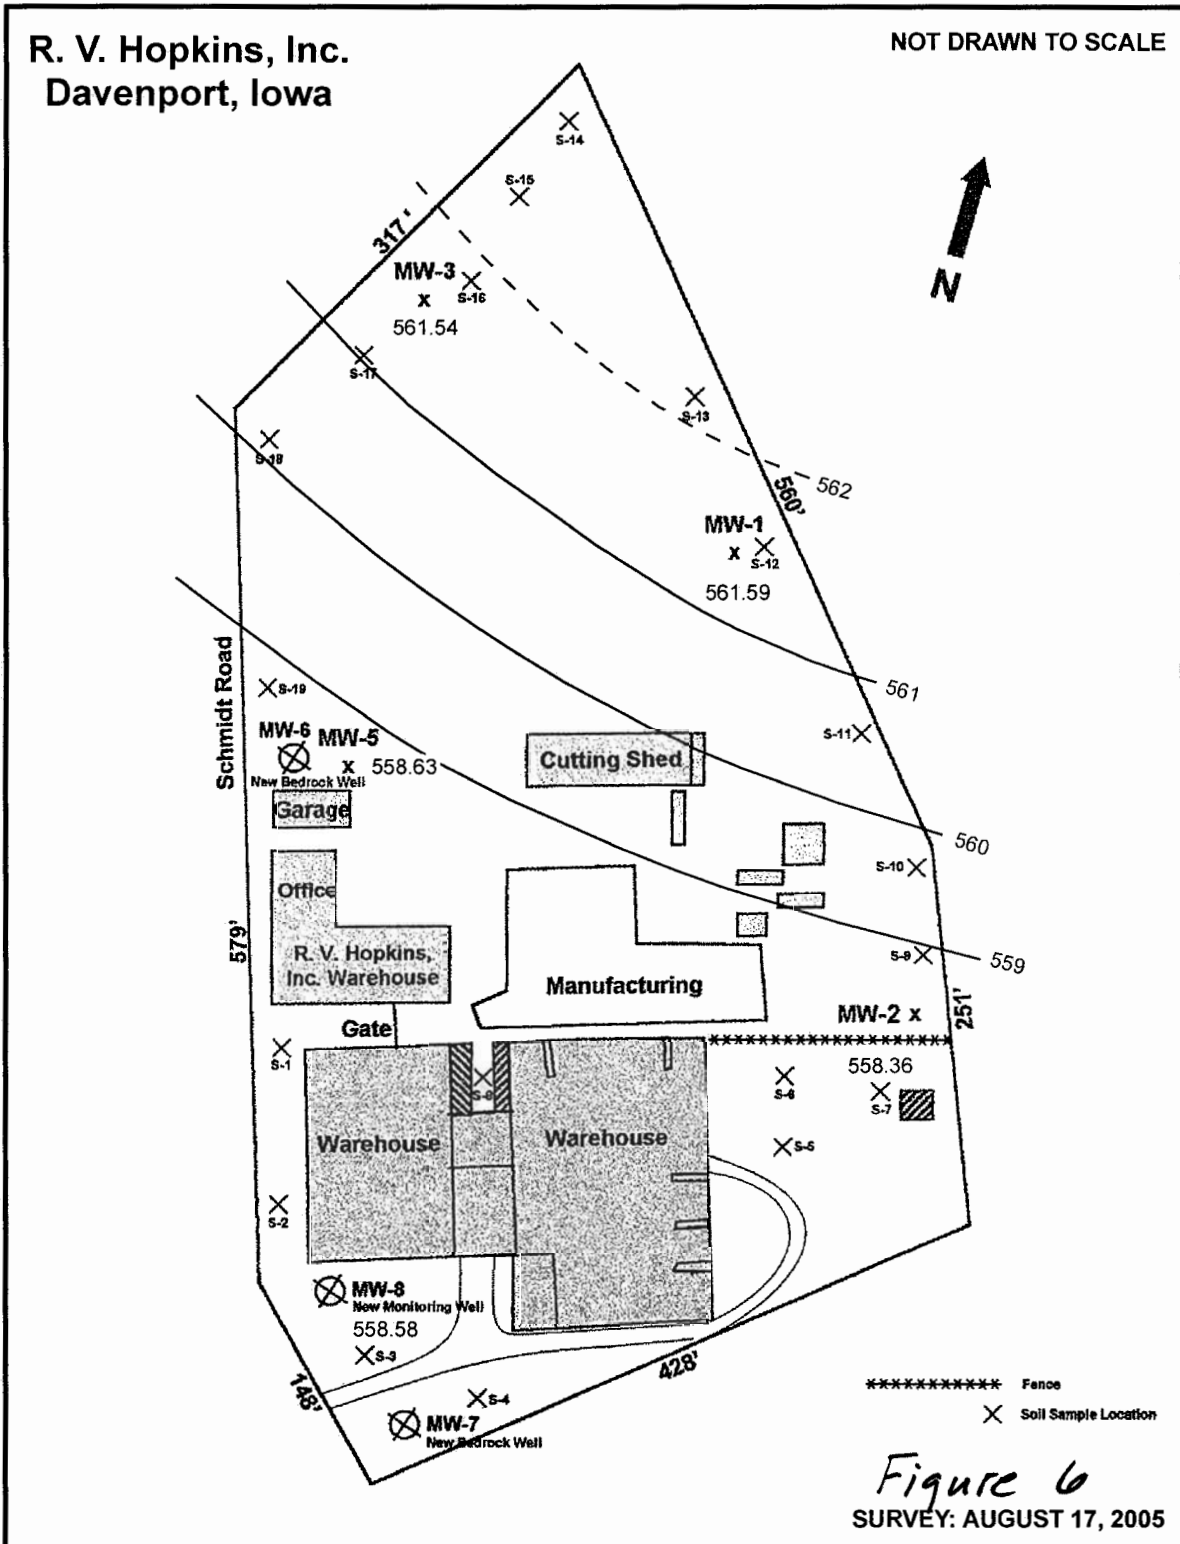 R. V. Hopkins, Inc.
Davenport, Iowa
NOT DRAWN TO SCALE
S-14
S-15
317'
MW-3
x
S-16
561.54
N
S-17
S-13
S-18
562
560'
MW-1
x
S-12
561.59
Schmidt Road
561
S-19
MW-6
MW-5
x
558.63
New Bedrock Well
Cutting Shed
S-11
Garage
560
S-10
Office
579'
R. V. Hopkins,
Inc. Warehouse
Manufacturing
S-9
559
MW-2 x
251'
Gate
S-1
558.36
S-6
S-7
Warehouse
Warehouse
S-5
S-2
MW-8
New Monitoring Well
558.58
S-3
428'
148'
S-4
MW-7
New Bedrock Well
Fence
Soil Sample Location
Figure 6
SURVEY: AUGUST 17, 2005